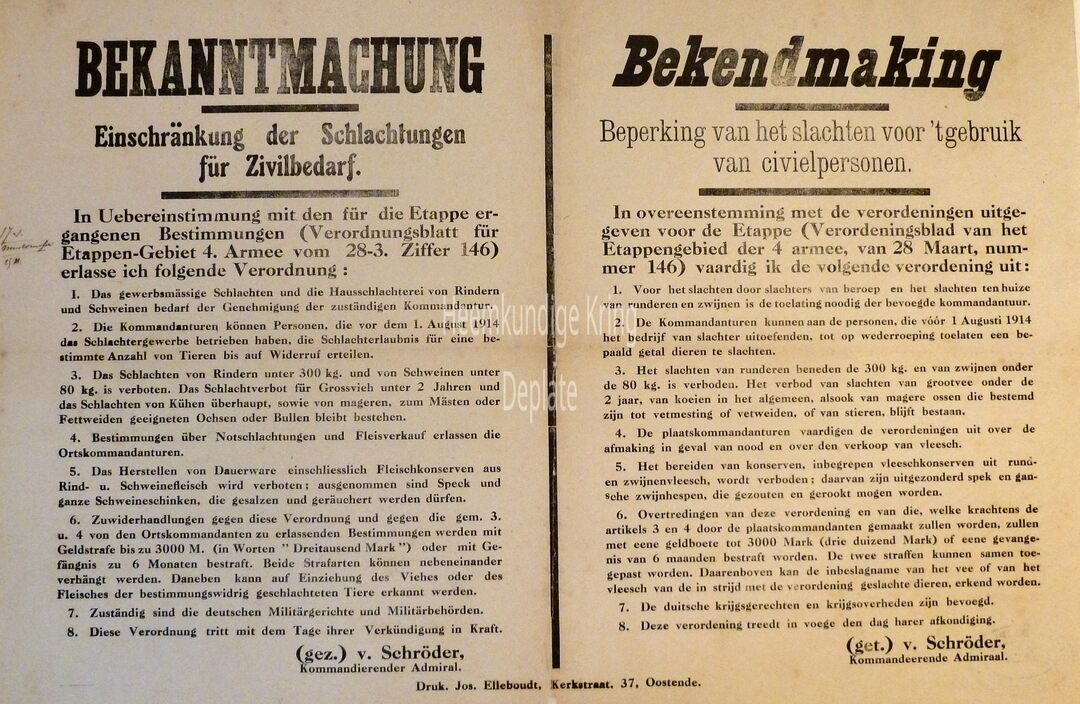 BEKANNTMACHUNG
Einschränkung der Schlachtungen
für Zivilbedarf.
In Uebereinstimmung mit den für die Etappe er-
gangenen Bestimmungen (Verordnungsblatt für
Etappen-Gebiet 4. Armee vom 28-3. Ziffer 146)
erlasse ich folgende Verordnung :
1. Das gewerbsmässige Schlachten und die Hausschlachterei von Rindern
und Schweinen bedarf der Genehmigung der zuständigen Kommandantur.
2. Die Kommandanturen können Personen, die vor dem 1. August 1914
das Schlachtergewerbe betrieben haben, die Schlachterlaubnis für eine be-
stimmte Anzahl von Tieren bis auf Widerruf erteilen.
3. Das Schlachten von Rindern unter 300 kg. und von Schweinen unter
80 kg. is verboten. Das Schlachtverbot für Grossvieh unter 2 Jahren und
das Schlachten von Kühen überhaupt, sowie von mageren, zum Mästen oder
Fettweiden geeigneten Ochsen oder Bullen bleibt bestehen.
4. Bestimmungen über Notschlachtungen und Fleisverkauf erlassen die
Ortskommandanturen.
5. Das Herstellen von Dauerware einschliesslich Fleischkonserven aus
Rind- u. Schweinefleisch wird verboten ; ausgenommen sind Speck und
ganze Schweineschinken, die gesalzen und geräuchert werden dürfen.
6. Zuwiderhandlungen gegen diese Verordnung und gegen die gem. 3.
u. 4 von den Ortskommandanten zu erlassenden Bestimmungen werden mit
Geldstrafe bis zu 3000 M. (in Worten " Dreitausend Mark ") oder mit Ge-
fängnis zu 6 Monaten bestraft. Beide Strafarten können nebeneinander
verhängt werden. Daneben kann auf Einziehung des Viehes oder des
Fleisches der bestimmungswidrig geschlachteten Tiere erkannt werden.
7. Zuständig sind die deutschen Militärgerichte und Militärbehörden.
8. Diese Verordnung tritt mit dem Tage ihrer Verkündigung in Kraft.
(gez.) v. Schröder,
Kommandierender Admiral.
Bekendmaking
Beperking van het slachten voor 't gebruik
van civielpersonen.
In overeenstemming met de verordeningen uitge-
geven voor de Etappe (Verordeningsblad van het
Etappengebied der 4 armee, van 28 Maart, num-
mer 146) vaardig ik de volgende verordening uit :
1. Voor het slachten door slachters van beroep en het slachten ten huize
van runderen en zwijnen is de toelating noodig der bevoegde kommandantuur.
2. De Kommandanturen kunnen aan de personen, die vóór 1 Augusti 1914
het bedrijf van slachter uitoefenden, tot op wederroeping toelaten een be-
paald getal dieren te slachten.
3. Het slachten van runderen beneden de 300 kg. en van zwijnen onder
de 80 kg. is verboden. Het verbod van slachten van grootvee onder de
2 jaar, van koeien in het algemeen, alsook van magere ossen die bestemd
zijn tot vetmesting of vetweiden, of van stieren, blijft bestaan.
4. De plaatskommandanturen vaardigen de verordeningen uit over de
afmaking in geval van nood en over den verkoop van vleesch.
5. Het bereiden van konserven, inbegrepen vleeschkonserven uit rund-
en zwijnenvleesch, wordt verboden ; daarvan zijn uitgezonderd spek en gan-
sche zwijnhespen, die gezouten en gerookt mogen worden.
6. Overtredingen van deze verordening en van die, welke krachtens de
artikels 3 en 4 door de plaatskommandanten gemaakt zullen worden, zullen
met eene geldboete tot 3000 Mark (drie duizend Mark) of eene gevange-
nis van 6 maanden bestraft worden. De twee straffen kunnen samen toe-
gepast worden. Daarenboven kan de inbeslagname van het vee of van het
vleesch van de in strijd met de verordening geslachte dieren, erkend worden.
7. De duitsche krijgsgerechten en krijgsoverheden zijn bevoegd.
8. Deze verordening treedt in voege den dag harer afkondiging.
(get.) v. Schröder,
Kommandeerende Admiraal.
Druk. Jos. Elleboudt, Kerkstraat, 37, Oostende.
Heemkundige Kring
Deplate